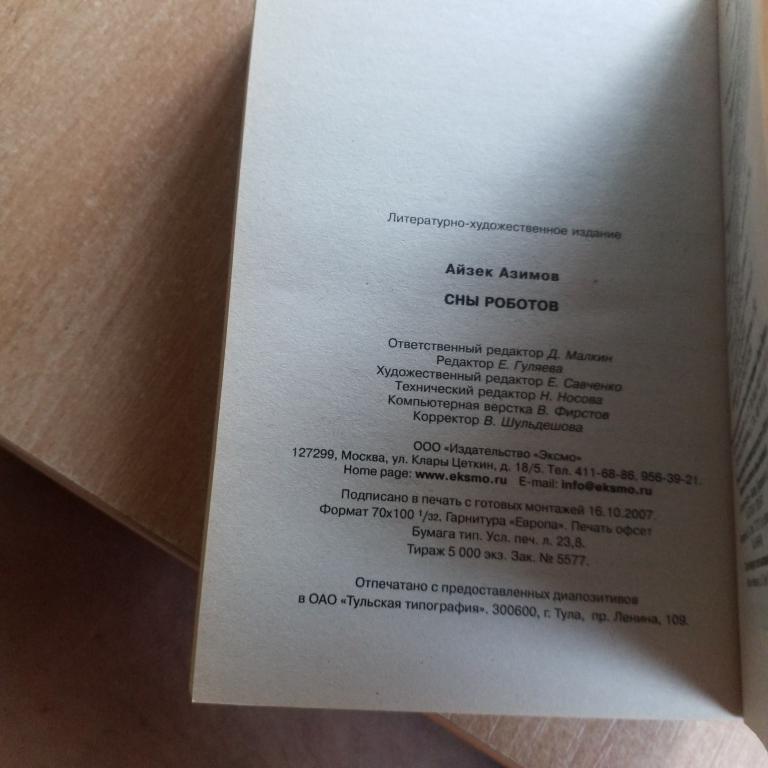 Литературно-художественное издание
Айзек Азимов
СНЫ РОБОТОВ
Ответственный редактор Д. Малкин
Редактор Е. Гуляева
Художественный редактор Е. Савченко
Технический редактор Н. Носова
Компьютерная верстка В. Фирстов
Корректор В. Шульдешова
ООО «Издательство «Эксмо»
127299, Москва, ул. Клары Цеткин, д. 18/5. Тел. 411-68-86, 956-39-21.
Home page: www.eksmo.ru E-mail: info@eksmo.ru
Подписано в печать с готовых монтажей 16.10.2007.
Формат 70х100 1/32. Гарнитура «Европа». Печать офсет
Бумага тип. Усл. печ. л. 23,8.
Тираж 5 000 экз. Зак. № 5577.
Отпечатано с предоставленных диапозитивов
в ОАО «Тульская типография». 300600, г. Тула, пр. Ленина, 109.